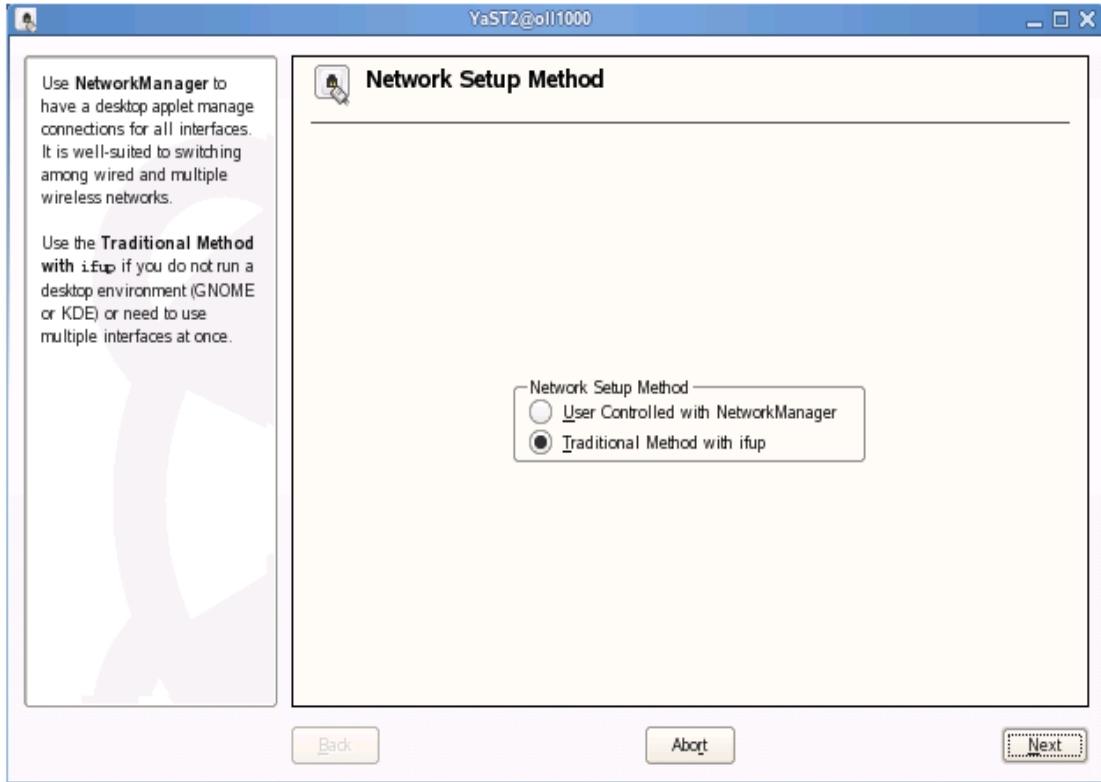 YaST2@oll1000
Use NetworkManager to
have a desktop applet manage
connections for all interfaces.
It is well-suited to switching
among wired and multiple
wireless networks.
Use the Traditional Method
with ifup if you do not run a
desktop environment (GNOME
or KDE) or need to use
multiple interfaces at once.
Network Setup Method
Network Setup Method
User Controlled with NetworkManager
Traditional Method with ifup
Back
Abort
Next